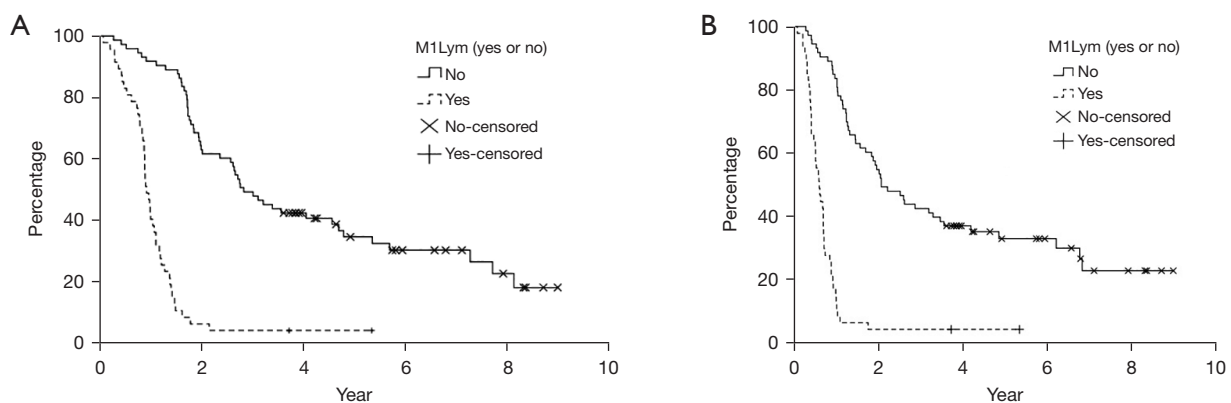 A
M1Lym (yes or no)
No
Yes
No-censored
Yes-censored
Percentage
100
80
60
40
20
0
0 2 4 6 8 10
Year
B
M1Lym (yes or no)
No
Yes
No-censored
Yes-censored
Percentage
100
80
60
40
20
0
0 2 4 6 8 10
Year